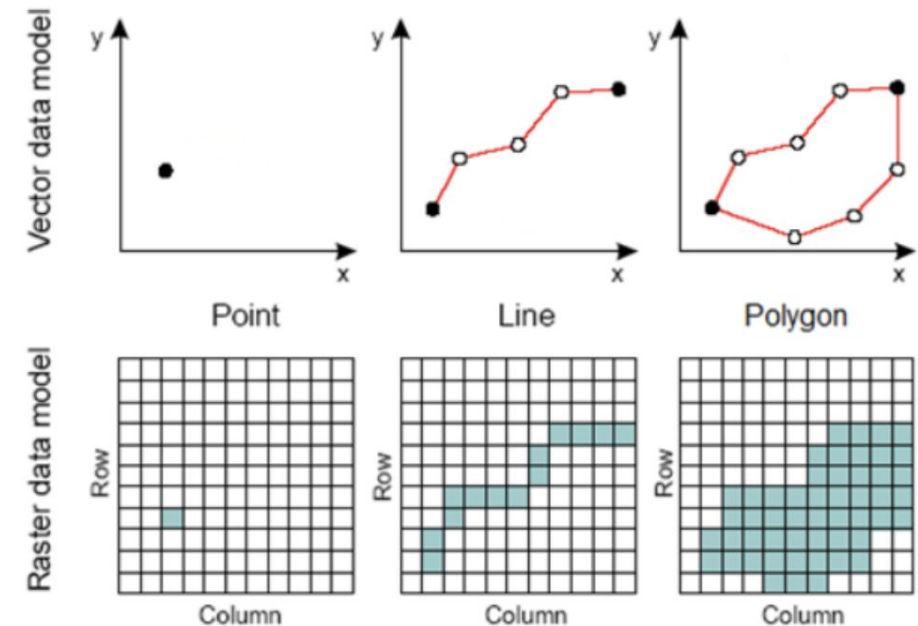 Vector data model
y
x
y
x
y
x
Point
Line
Polygon
Raster data model
Row
Column
Row
Column
Row
Column